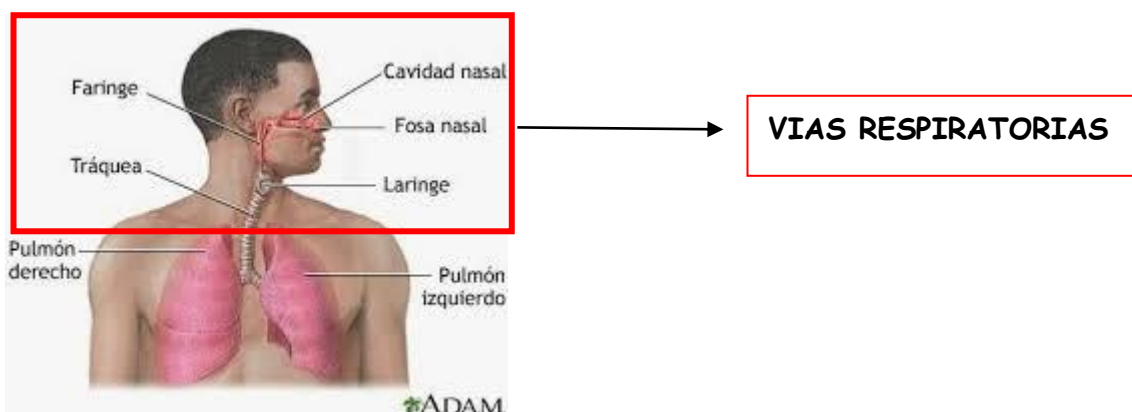 Faringe
Cavidad nasal
Fosa nasal
VIAS RESPIRATORIAS
Tráquea
Laringe
Pulmón
derecho
Pulmón
izquierdo
ADAM